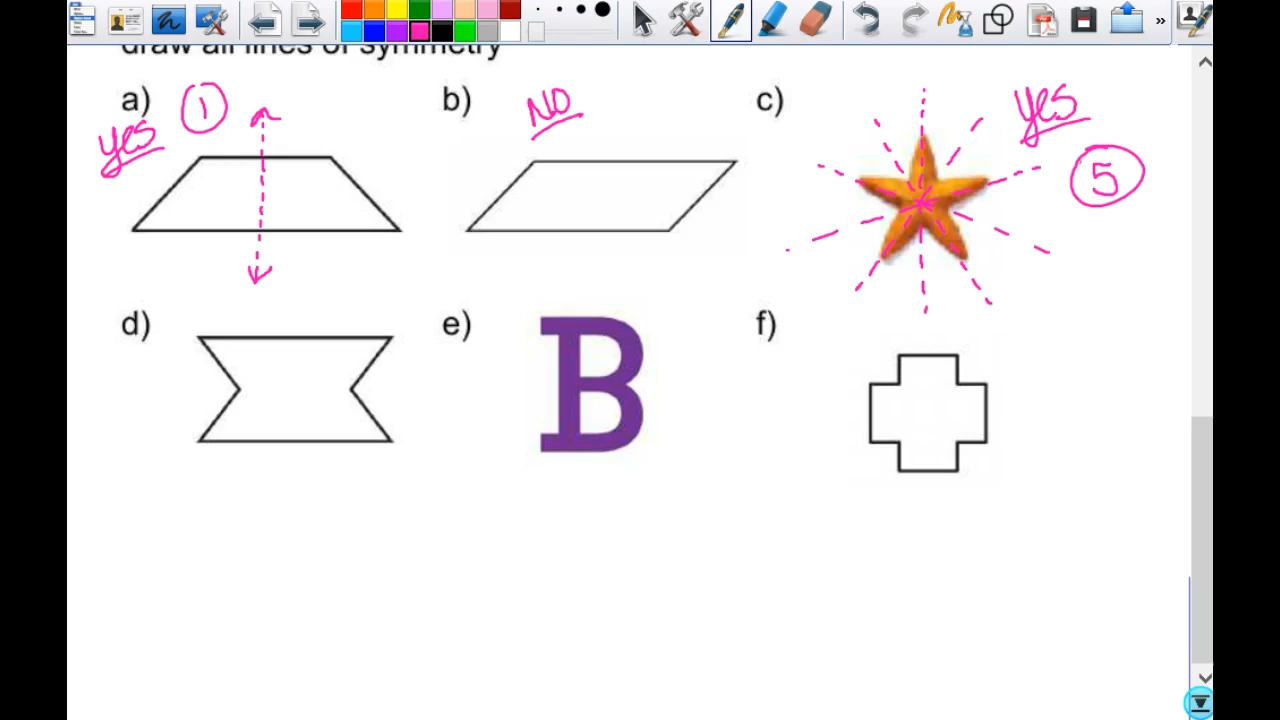 draw all lines of symmetry
a) 1 b) NO c) yes
yes 5
d) e) B f)